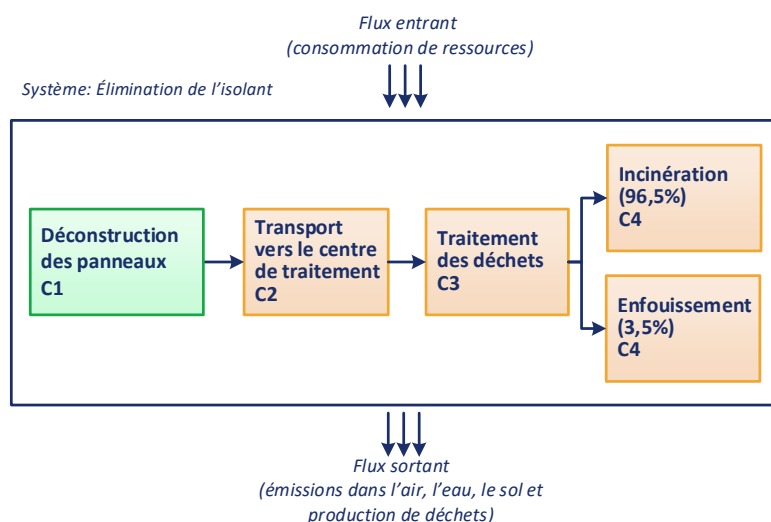 Flux entrant
(consommation de ressources)
Système: Élimination de l'isolant
Déconstruction
des panneaux
C1
Transport
vers le centre
de traitement
C2
Traitement
des déchets
C3
Incinération
(96,5%)
C4
Enfouissement
(3,5%)
C4
Flux sortant
(émissions dans l'air, l'eau, le sol et
production de déchets)